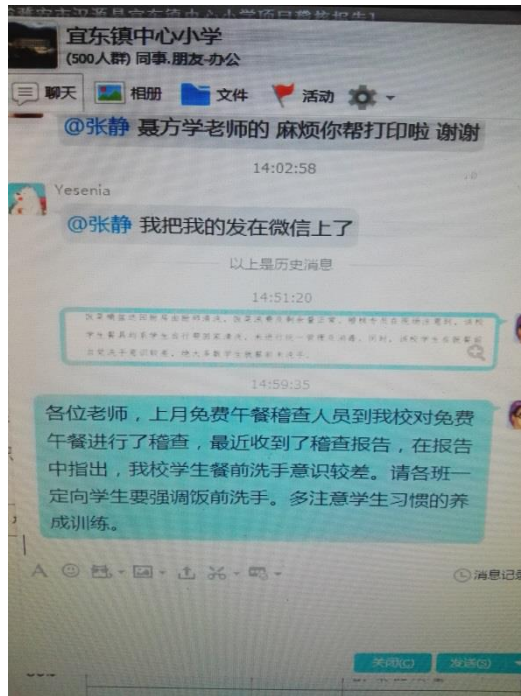 宜东镇中心小学
(500人群) 同事.朋友-办公
聊天 相册 文件 活动
@张静 聂方学老师的 麻烦你帮打印啦 谢谢
14:02:58
Yesenia
@张静 我把我的发在微信上了
以上是历史消息
14:51:20
14:59:35
各位老师，上月免费午餐稽查人员到我校对免费
午餐进行了稽查，最近收到了稽查报告，在报告
中指出，我校学生餐前洗手意识较差。请各班一
定向学生要强调饭前洗手。多注意学生习惯的养
成训练。
消息记录
关闭(C) 发送(S)